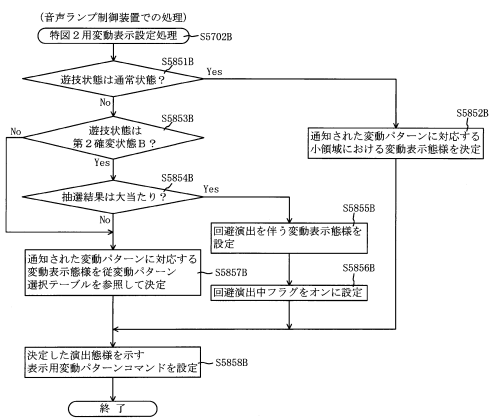 (音声ランプ制御装置での処理)
特図2用変動表示設定処理
S5702B
S5851B
遊技状態は通常状態?
Yes
No
S5852B
通知された変動パターンに対応する
小領域における変動表示態様を決定
S5853B
遊技状態は
第2確変状態B?
No
Yes
S5854B
抽選結果は大当たり?
Yes
No
S5855B
回避演出を伴う変動表示態様を
設定
S5856B
回避演出中フラグをオンに設定
通知された変動パターンに対応する
変動表示態様を従変動パターン
選択テーブルを参照して決定
S5857B
決定した演出態様を示す
表示用変動パターンコマンドを設定
S5858B
終了